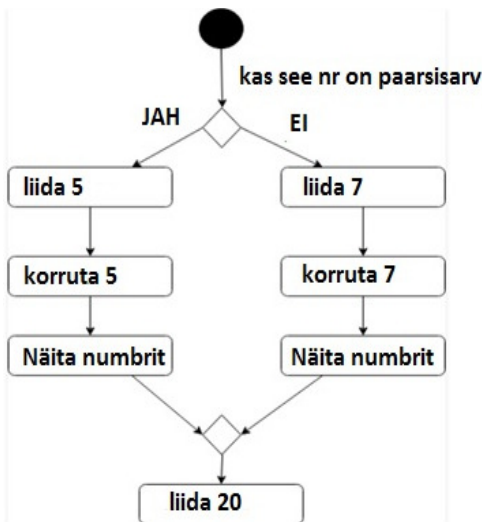 kas see nr on paarsisarv
JAH
EI
liida 5
liida 7
korruta 5
korruta 7
Näita numbrit
Näita numbrit
liida 20